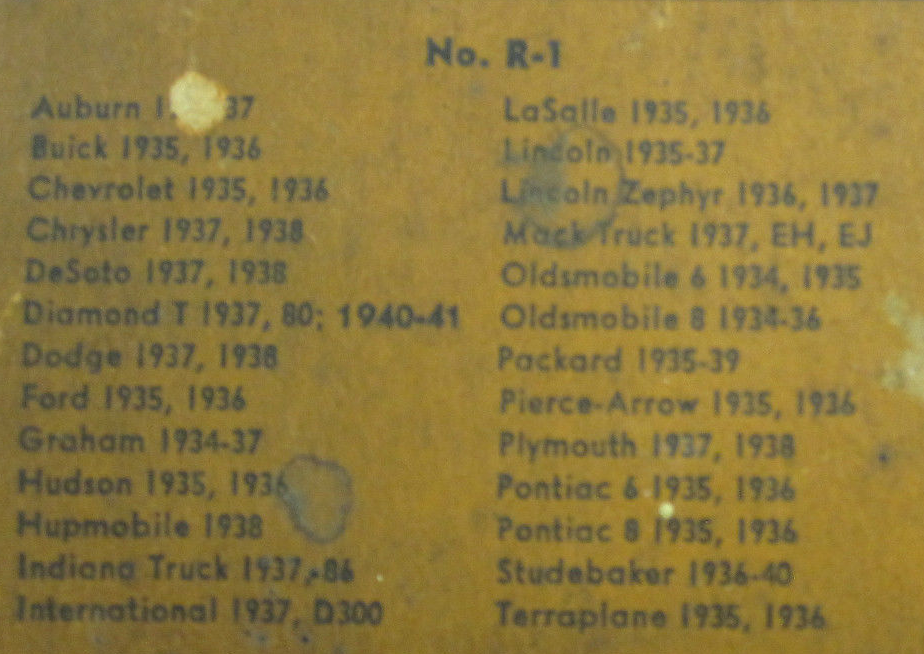 No. R-1
Auburn 37
Buick 1935, 1936
Chevrolet 1935, 1936
Chrysler 1937, 1938
DeSoto 1937, 1938
Diamond T 1937, 80; 1940-41
Dodge 1937, 1938
Ford 1935, 1936
Graham 1934-37
Hudson 1935, 1936
Hupmobile 1938
Indiana Truck 1937, 86
International 1937, D300
LaSalle 1935, 1936
Lincoln 1935-37
Lincoln Zephyr 1936, 1937
Mack Truck 1937, EH, EJ
Oldsmobile 6 1934, 1935
Oldsmobile 8 1934-36
Packard 1935-39
Pierce-Arrow 1935, 1936
Plymouth 1937, 1938
Pontiac 6 1935, 1936
Pontiac 8 1935, 1936
Studebaker 1936-40
Terraplane 1935, 1936